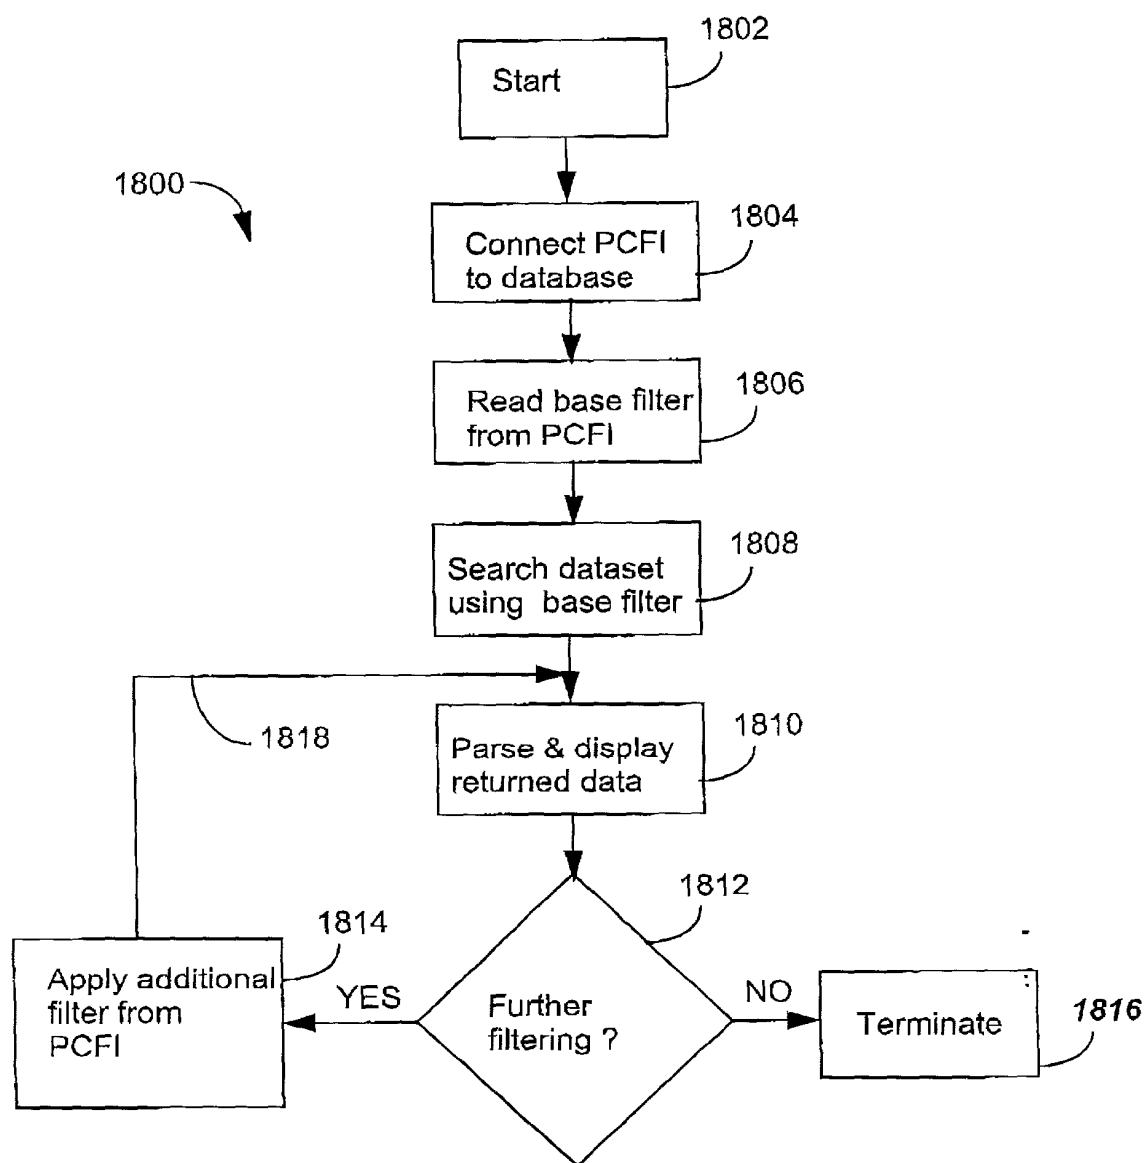 1802
Start
1800
1804
Connect PCFI
to database
1806
Read base filter
from PCFI
1808
Search dataset
using base filter
1818
1810
Parse & display
returned data
1812
1814
Apply additional
filter from
PCFI
YES
Further
filtering ?
NO
Terminate
1816